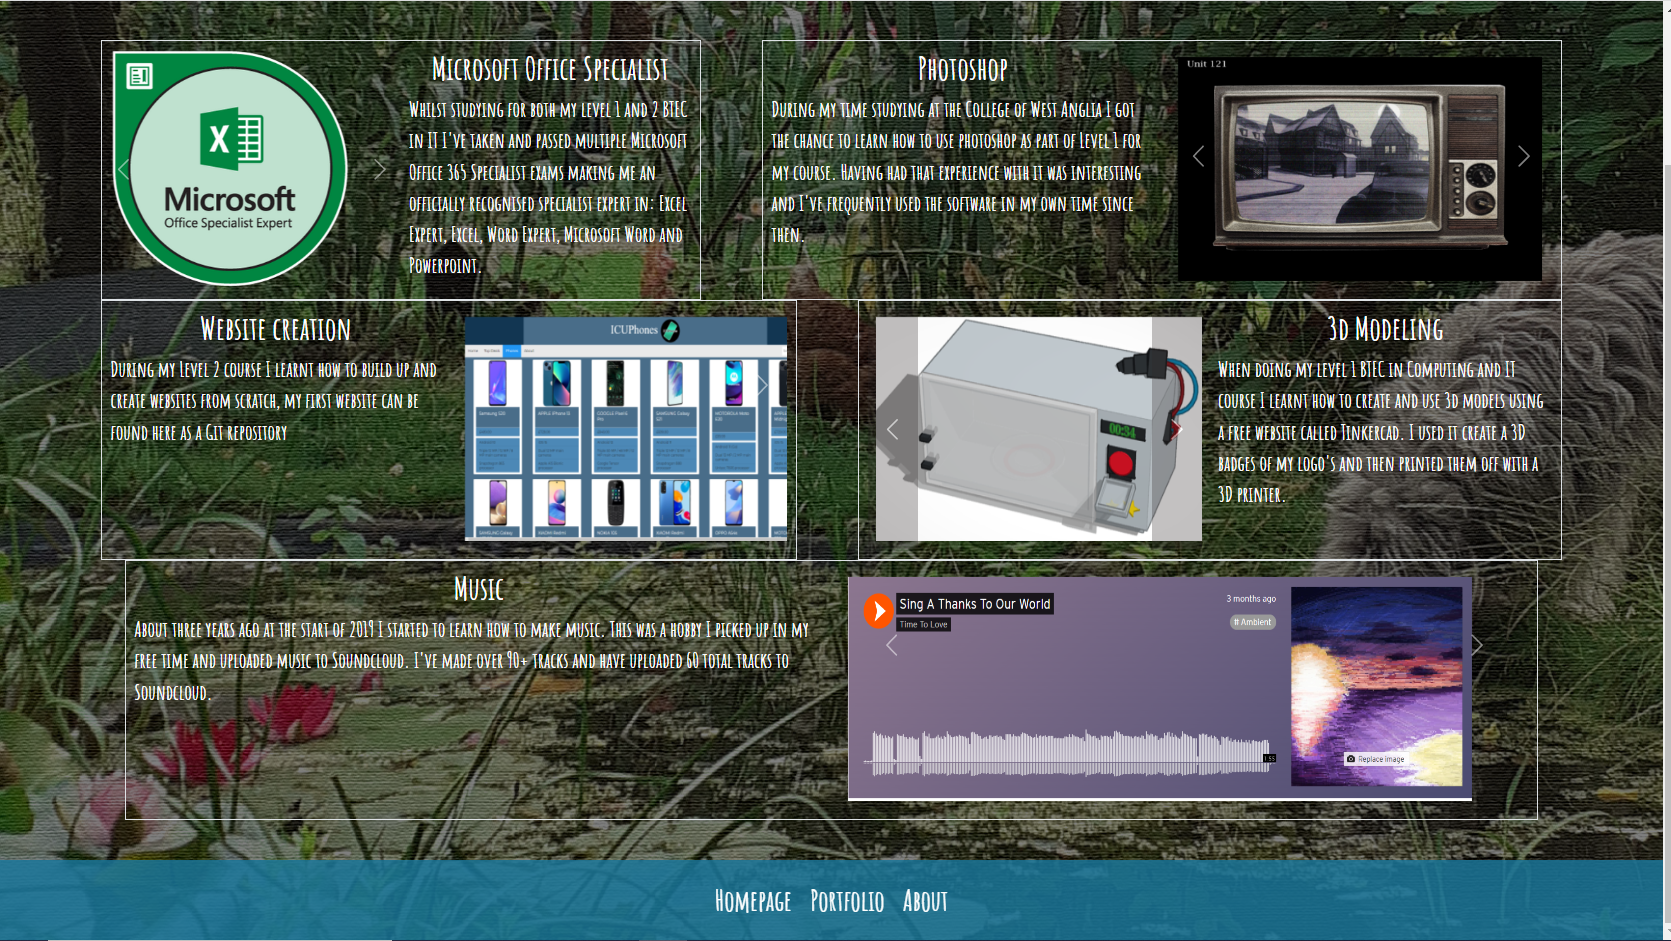 Microsoft Office Specialist
Whilst studying for both my level 1 and 2 BTEC
in IT I've taken and passed multiple Microsoft
Office 365 Specialist exams making me an
officially recognised specialist expert in: Excel
Expert, Excel, Word Expert, Microsoft Word and
Powerpoint.
X
Microsoft
Office Specialist Expert
Photoshop
During my time studying at the College of West Anglia I got
the chance to learn how to use photoshop as part of Level 1 for
my course. Having had that experience with it was interesting
and I've frequently used the software in my own time since
then.
Unit 121
Website creation
During my Level 2 course I learnt how to build up and
create websites from scratch, my first website can be
found here as a Git repository
ICUPhones
Home
Phones
About
00:34
3d Modeling
When doing my level 1 BTEC in Computing and IT
course I learnt how to create and use 3d models using
a free website called Tinkercad. I used it create a 3D
badges of my logo's and then printed them off with a
3D printer.
Music
About three years ago at the start of 2019 I started to learn how to make music. This was a hobby I picked up in my
free time and uploaded music to Soundcloud. I've made over 90+ tracks and have uploaded 60 total tracks to
Soundcloud.
Sing A Thanks To Our World
Time To Love
3 months ago
# Ambient
Replace image
Homepage Portfolio About